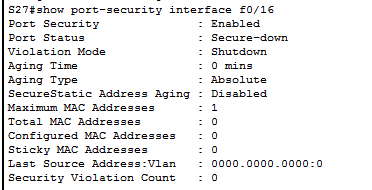 S27#show port-security interface f0/16
Port Security : Enabled
Port Status : Secure-down
Violation Mode : Shutdown
Aging Time : 0 mins
Aging Type : Absolute
SecureStatic Address Aging : Disabled
Maximum MAC Addresses : 1
Total MAC Addresses : 0
Configured MAC Addresses : 0
Sticky MAC Addresses : 0
Last Source Address:Vlan : 0000.0000.0000:0
Security Violation Count : 0